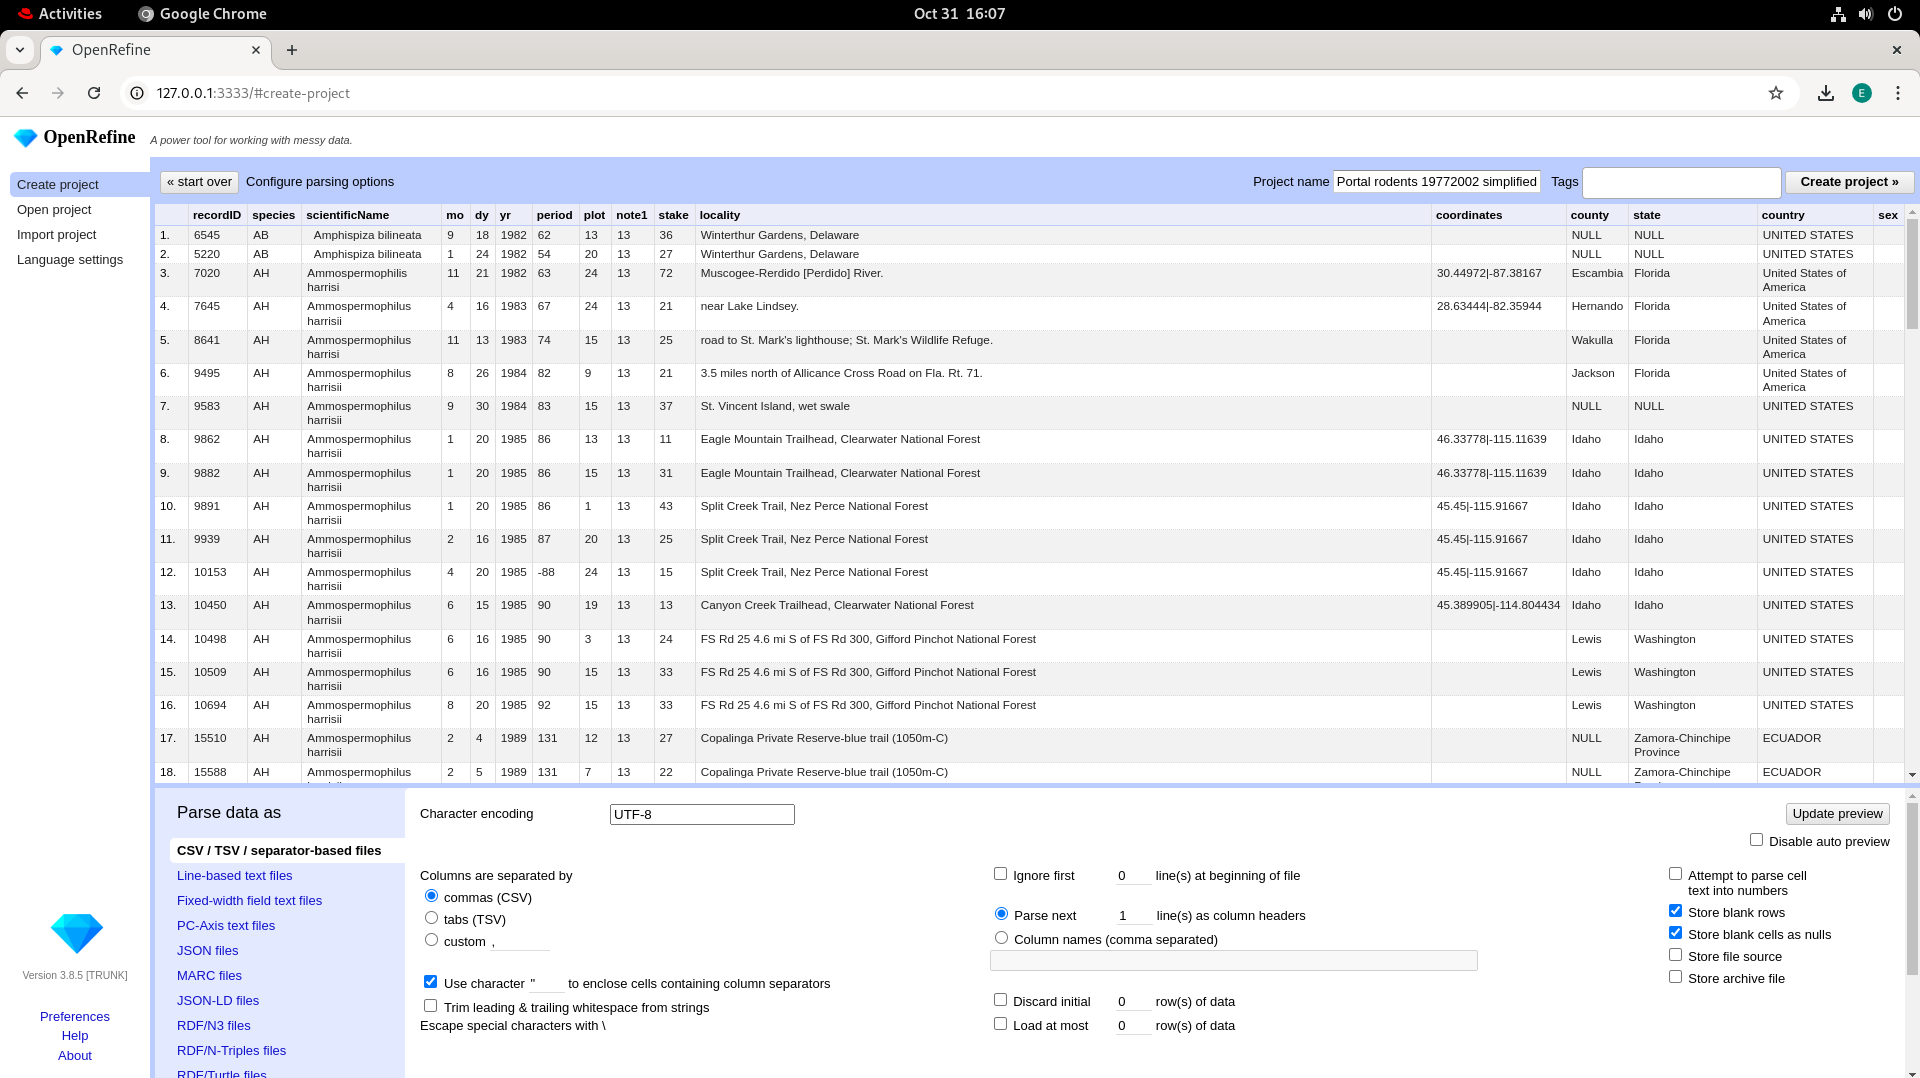 Activities Google Chrome Oct 31 16:07
OpenRefine
127.0.0.1:3333/#create-project E
OpenRefine A power tool for working with messy data.
Create project
Open project
Import project
Language settings
« start over Configure parsing options Project name Portal rodents 19772002 simplified Tags Create project »
recordID species scientificName mo dy yr period plot note1 stake locality coordinates county state country sex
1. 6545 AB Amphispiza bilineata 9 18 1982 62 13 13 36 Winterthur Gardens, Delaware NULL NULL UNITED STATES
2. 5220 AB Amphispiza bilineata 1 24 1982 54 20 13 27 Winterthur Gardens, Delaware NULL NULL UNITED STATES
3. 7020 AH Ammospermophilis harrisi 11 21 1982 63 24 13 72 Muscogee-Rerdido [Perdido] River. 30.44972|-87.38167 Escambia Florida United States of America
4. 7645 AH Ammospermophilus harrisii 4 16 1983 67 24 13 21 near Lake Lindsey. 28.63444|-82.35944 Hernando Florida United States of America
5. 8641 AH Ammospermophilus harrisi 11 13 1983 74 15 13 25 road to St. Mark's lighthouse; St. Mark's Wildlife Refuge. Wakulla Florida United States of America
6. 9495 AH Ammospermophilus harrisii 8 26 1984 82 9 13 21 3.5 miles north of Allicance Cross Road on Fla. Rt. 71. Jackson Florida United States of America
7. 9583 AH Ammospermophilus harrisii 9 30 1984 83 15 13 37 St. Vincent Island, wet swale NULL NULL UNITED STATES
8. 9862 AH Ammospermophilus harrisii 1 20 1985 86 13 13 11 Eagle Mountain Trailhead, Clearwater National Forest 46.33778|-115.11639 Idaho Idaho UNITED STATES
9. 9882 AH Ammospermophilus harrisii 1 20 1985 86 15 13 31 Eagle Mountain Trailhead, Clearwater National Forest 46.33778|-115.11639 Idaho Idaho UNITED STATES
10. 9891 AH Ammospermophilus harrisii 1 20 1985 86 1 13 43 Split Creek Trail, Nez Perce National Forest 45.45|-115.91667 Idaho Idaho UNITED STATES
11. 9939 AH Ammospermophilus harrisii 2 16 1985 87 20 13 25 Split Creek Trail, Nez Perce National Forest 45.45|-115.91667 Idaho Idaho UNITED STATES
12. 10153 AH Ammospermophilus harrisii 4 20 1985 -88 24 13 15 Split Creek Trail, Nez Perce National Forest 45.45|-115.91667 Idaho Idaho UNITED STATES
13. 10450 AH Ammospermophilus harrisii 6 15 1985 90 19 13 13 Canyon Creek Trailhead, Clearwater National Forest 45.389905|-114.804434 Idaho Idaho UNITED STATES
14. 10498 AH Ammospermophilus harrisii 6 16 1985 90 3 13 24 FS Rd 25 4.6 mi S of FS Rd 300, Gifford Pinchot National Forest Lewis Washington UNITED STATES
15. 10509 AH Ammospermophilus harrisii 6 16 1985 90 15 13 33 FS Rd 25 4.6 mi S of FS Rd 300, Gifford Pinchot National Forest Lewis Washington UNITED STATES
16. 10694 AH Ammospermophilus harrisii 8 20 1985 92 15 13 33 FS Rd 25 4.6 mi S of FS Rd 300, Gifford Pinchot National Forest Lewis Washington UNITED STATES
17. 15510 AH Ammospermophilus harrisii 2 4 1989 131 12 13 27 Copalinga Private Reserve-blue trail (1050m-C) NULL Zamora-Chinchipe Province ECUADOR
18. 15588 AH Ammospermophilus 2 5 1989 131 7 13 22 Copalinga Private Reserve-blue trail (1050m-C) NULL Zamora-Chinchipe ECUADOR
Parse data as
CSV / TSV / separator-based files
Line-based text files
Fixed-width field text files
PC-Axis text files
JSON files
MARC files
JSON-LD files
RDF/N3 files
RDF/N-Triples files
RDF/Turtle files
Character encoding UTF-8 Update preview
Disable auto preview
Columns are separated by
commas (CSV)
tabs (TSV)
custom ,
Use character " to enclose cells containing column separators
Trim leading & trailing whitespace from strings
Escape special characters with \
Ignore first 0 line(s) at beginning of file
Parse next 1 line(s) as column headers
Column names (comma separated)
Discard initial 0 row(s) of data
Load at most 0 row(s) of data
Attempt to parse cell
text into numbers
Store blank rows
Store blank cells as nulls
Store file source
Store archive file
Version 3.8.5 [TRUNK]
Preferences
Help
About